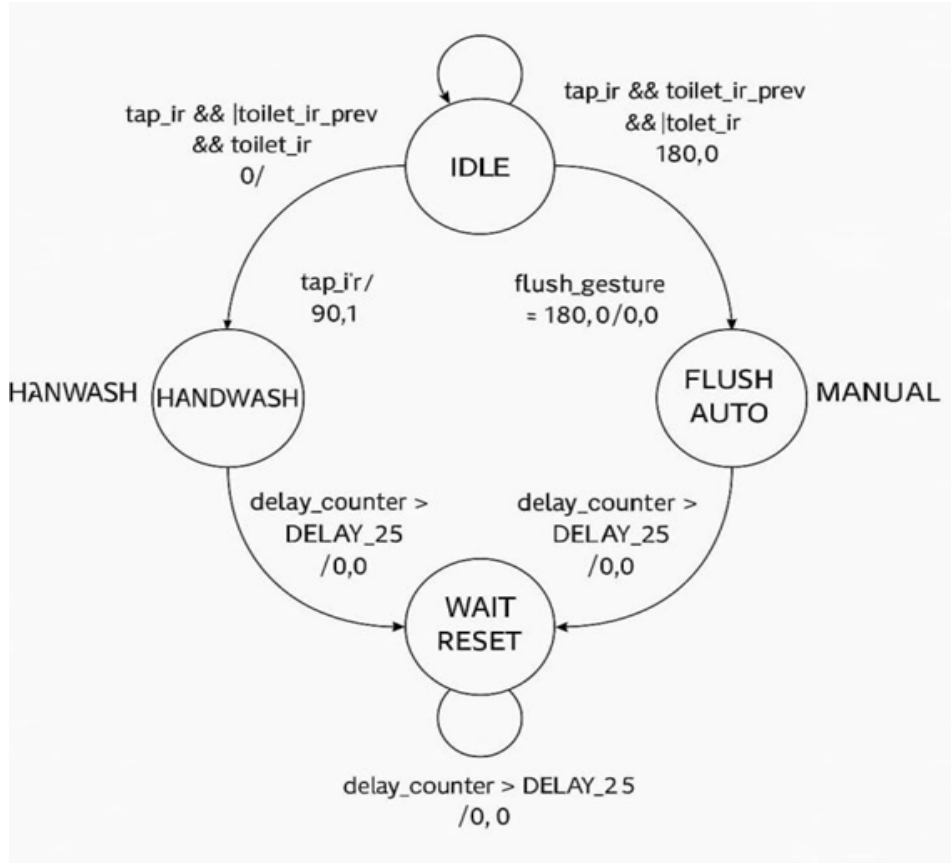 tap_ir && |toilet_ir_prev
&& toilet_ir
0/
tap_ir && toilet_ir_prev
&& |tolet_ir
180,0
IDLE
tap_ir/
90,1
flush_gesture
= 180,0/0,0
HANWASH
HANDWASH
FLUSH
AUTO
MANUAL
delay_counter >
DELAY_25
/0,0
delay_counter >
DELAY_25
/0,0
WAIT
RESET
delay_counter > DELAY_25
/0,0